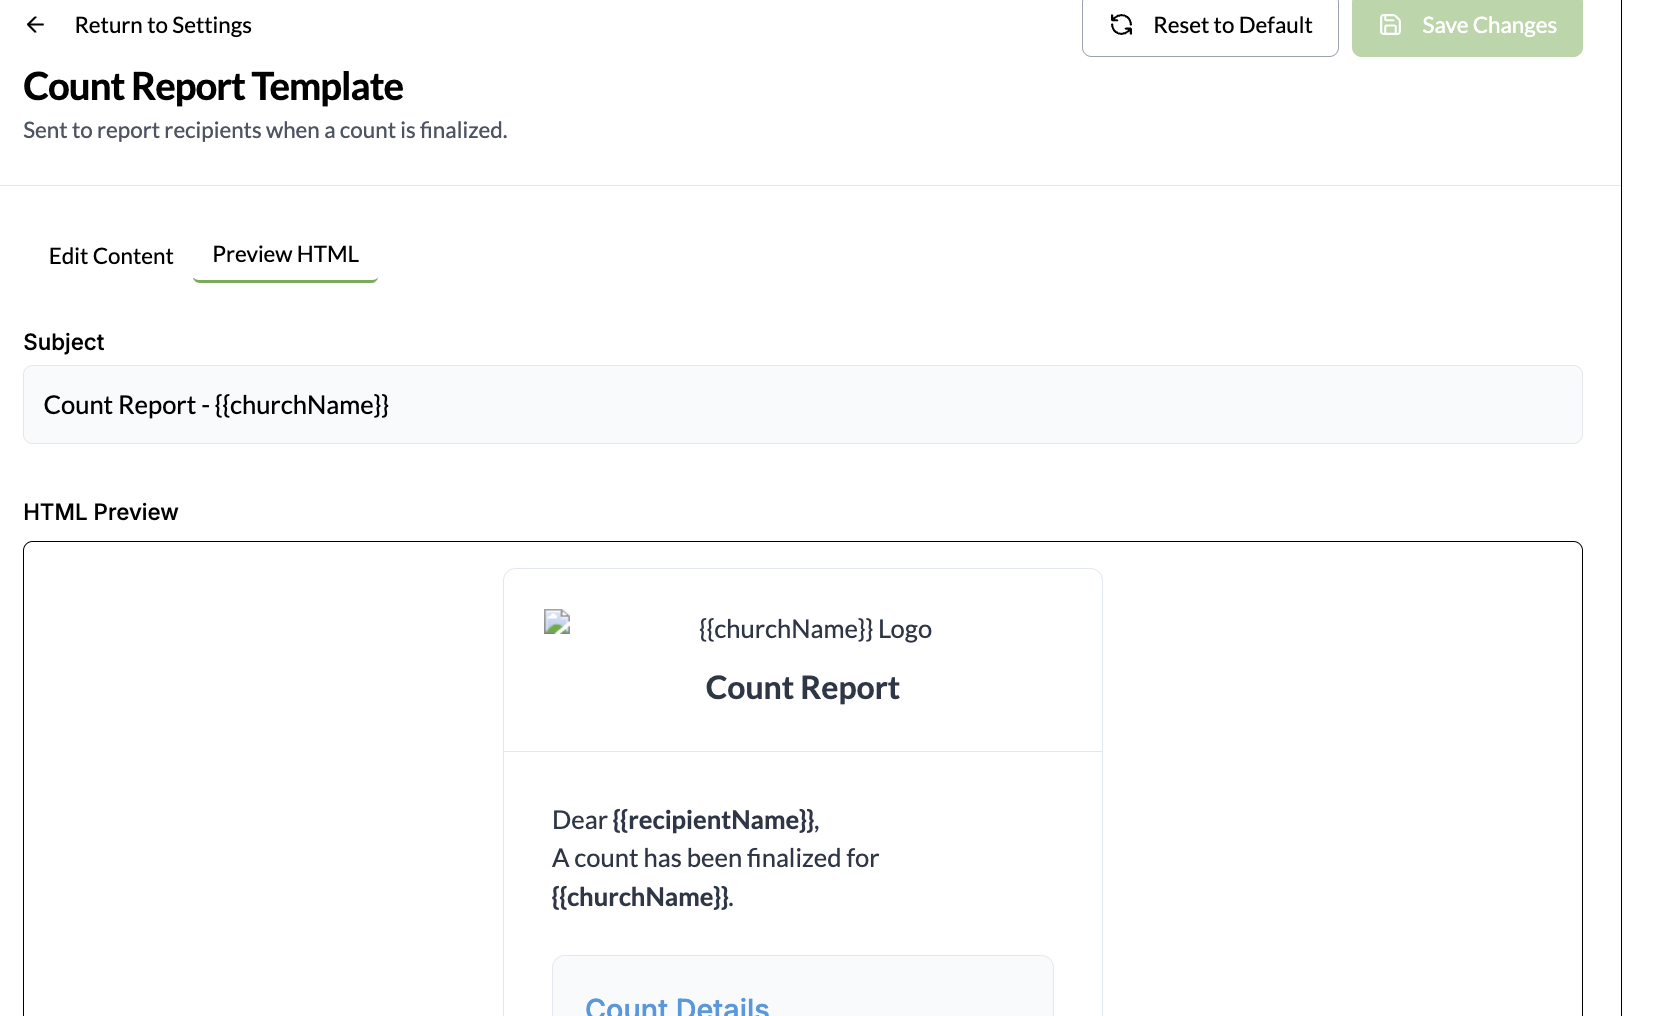 Return to Settings
Reset to Default
Save Changes
Count Report Template
Sent to report recipients when a count is finalized.
Edit Content
Preview HTML
Subject
Count Report - {{churchName}}
HTML Preview
{{churchName}} Logo
Count Report
Dear {{recipientName}},
A count has been finalized for
{{churchName}}.
Count Details